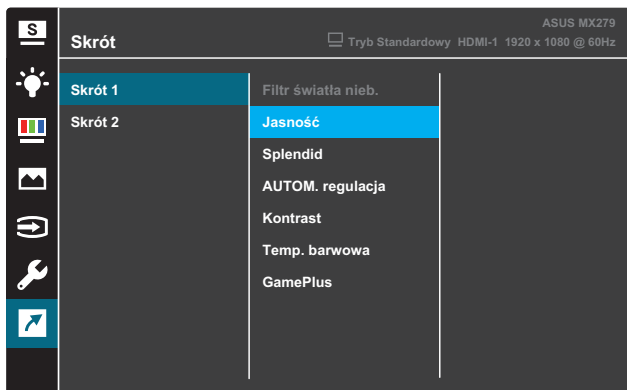 S
ASUS MX279
Skrót
Tryb Standardowy HDMI-1 1920 x 1080 @ 60Hz
Skrót 1
Skrót 2
Filtr światła nieb.
Jasność
Splendid
AUTOM. regulacja
Kontrast
Temp. barwowa
GamePlus